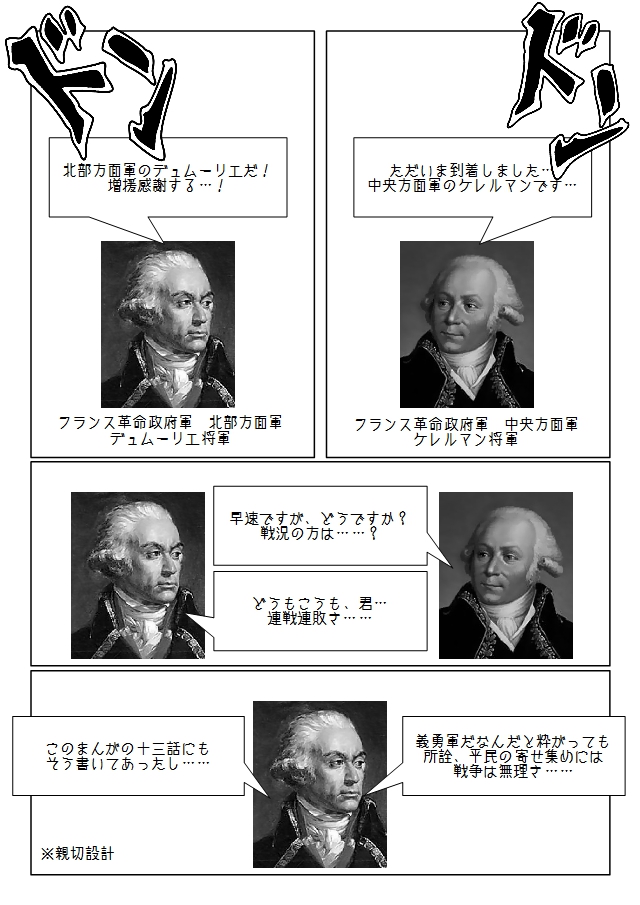 ドン
北部方面軍のデュムーリエだ！
増援感謝する…！
フランス革命政府軍　北部方面軍
デュムーリエ将軍
ドン
ただいま到着しました…
中央方面軍のケレルマンです…
フランス革命政府軍　中央方面軍
ケレルマン将軍
早速ですが、どうですか？
戦況の方は……？
どうもこうも、君…
連戦連敗さ……
このまんがの十三話にも
そう書いてあったし……
義勇軍だなんだと粋がっても
所詮、平民の寄せ集めには
戦争は無理さ……
※親切設計